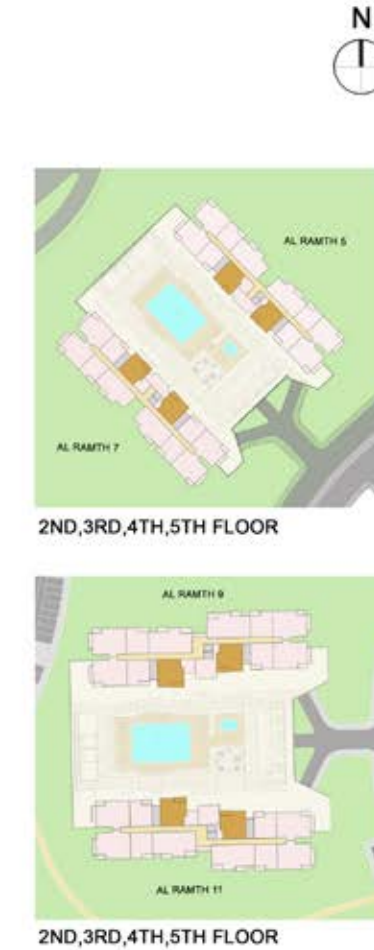 N
AL RAMTH 5
AL RAMTH 7
2ND,3RD,4TH,5TH FLOOR
AL RAMTH 9
AL RAMTH 11
2ND,3RD,4TH,5TH FLOOR